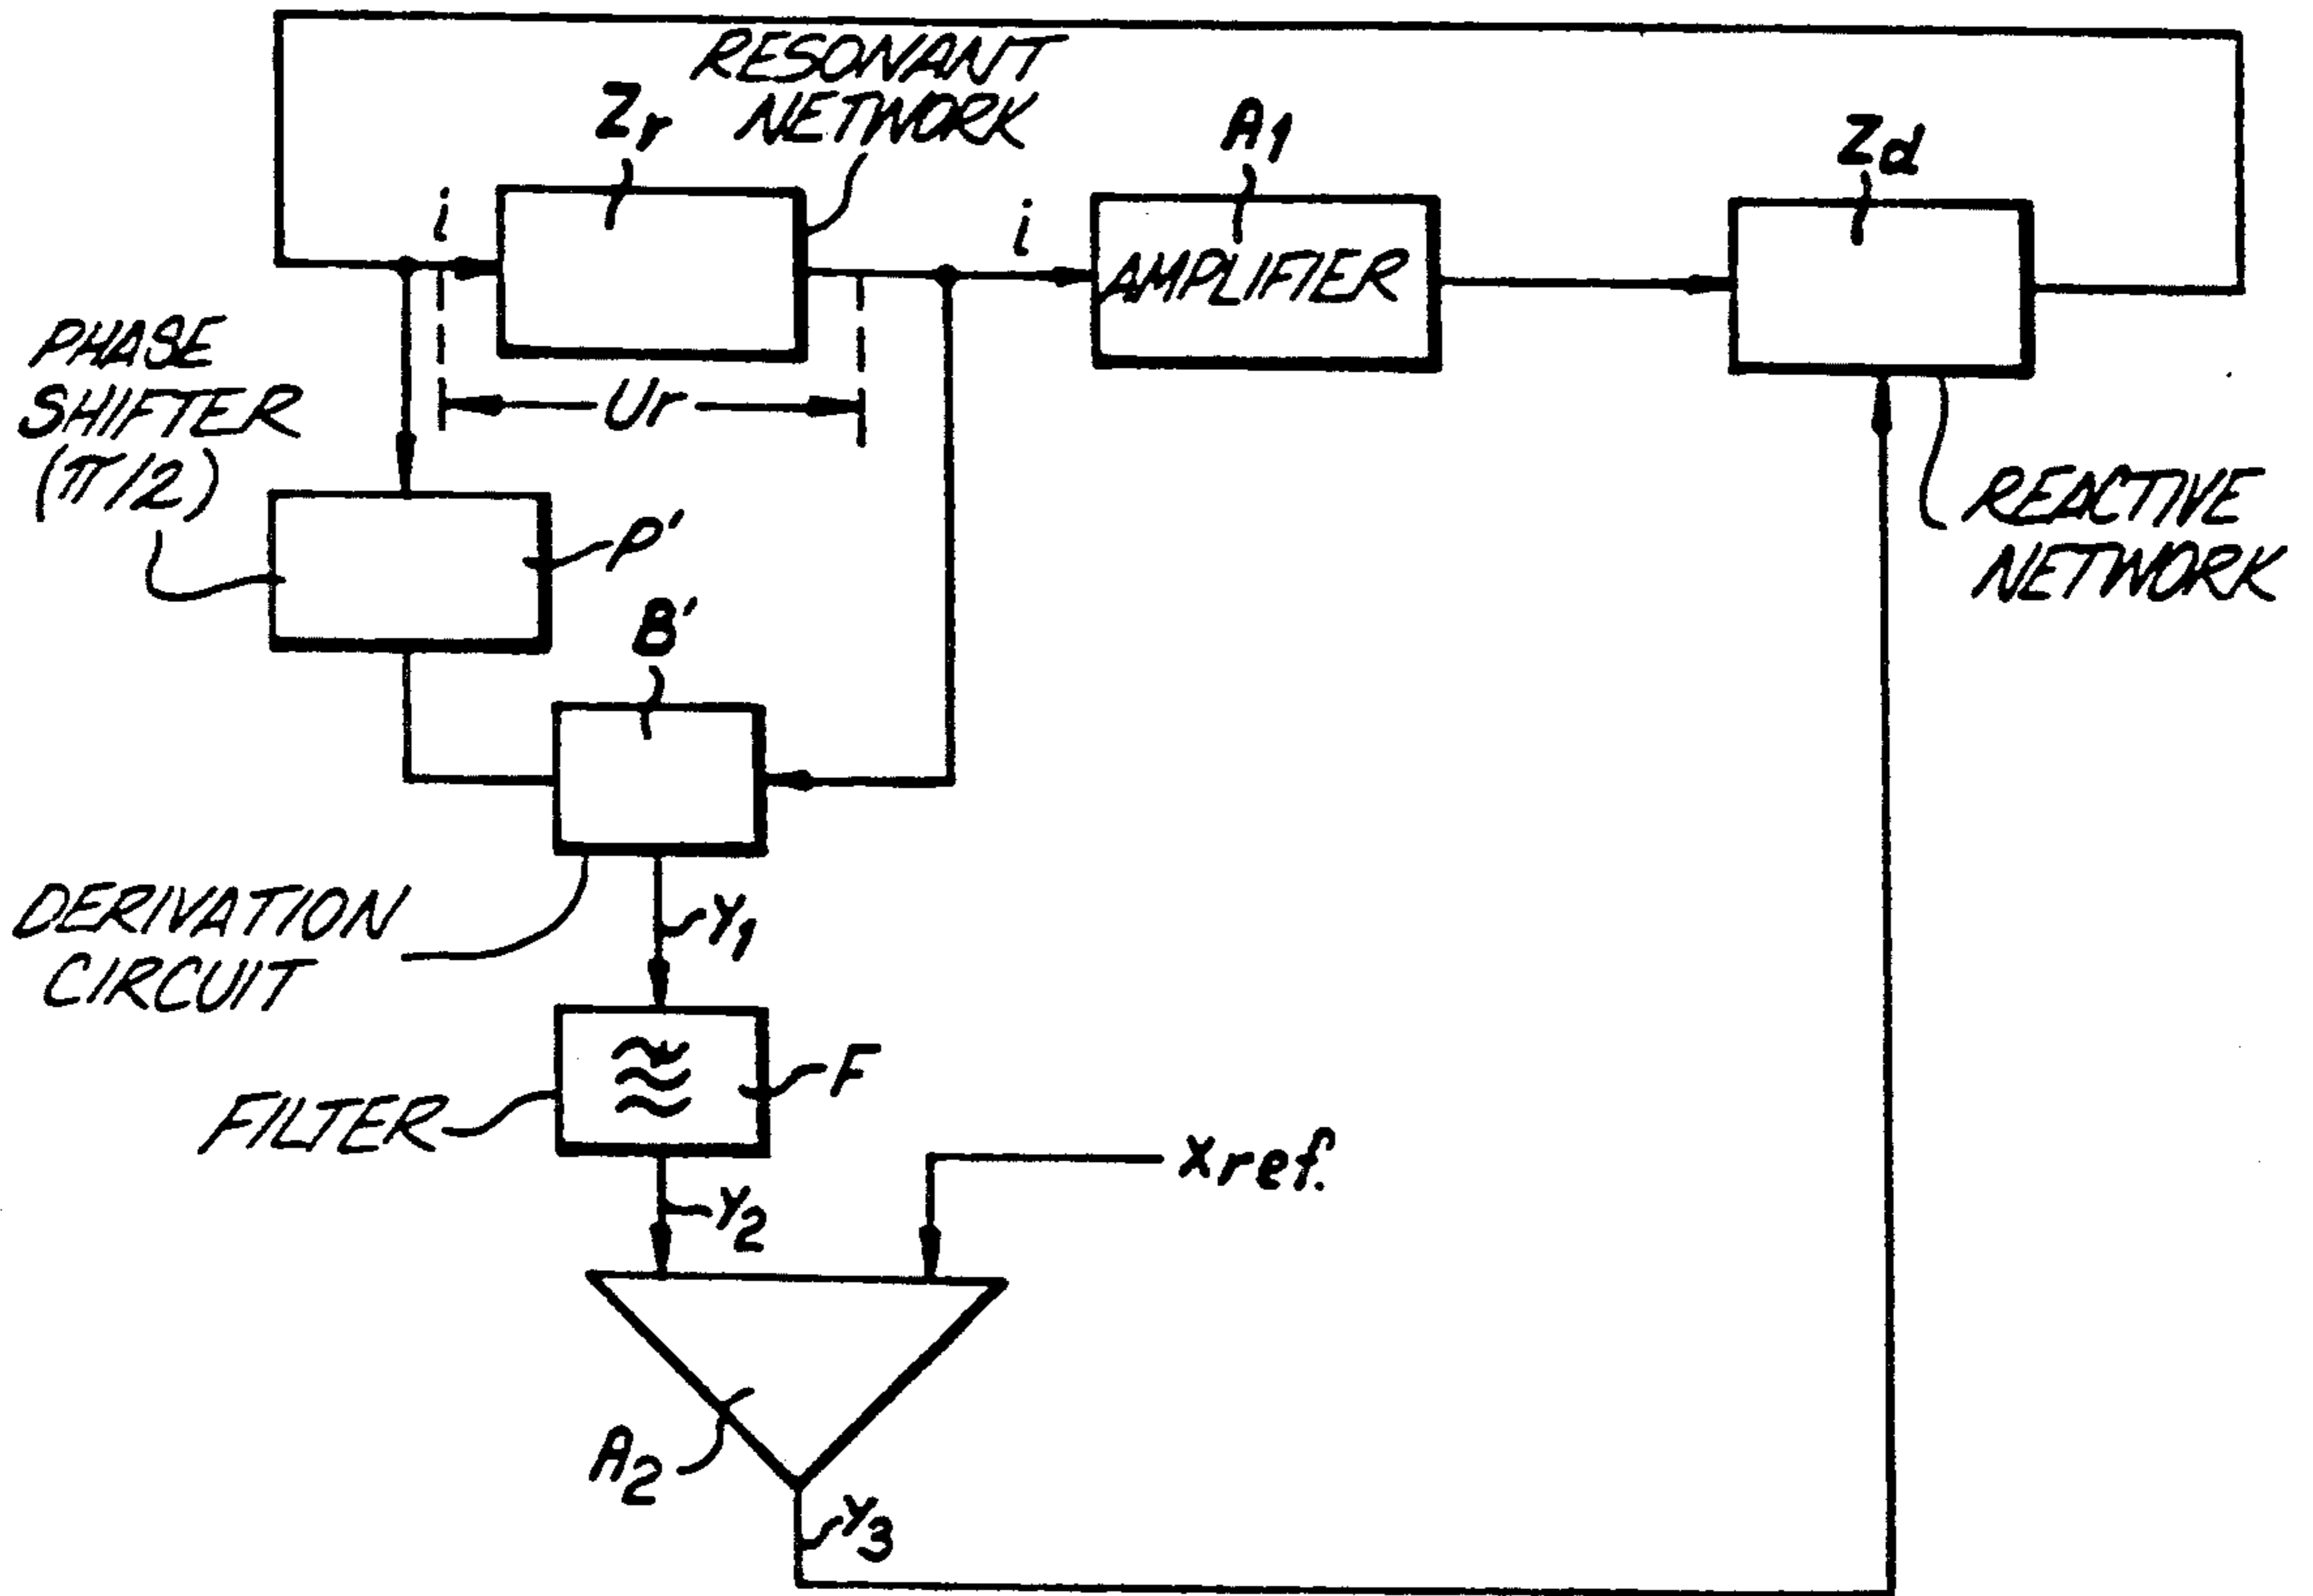 RESONANT
NETWORK
Zr
A1
Zd
i
i
AMPLIFIER
Ur
PHASE
SHIFTER
(π/2)
P'
REACTIVE
NETWORK
B'
DERIVATION
CIRCUIT
Y1
F
FILTER
Y2
Xref.
A2
Y3